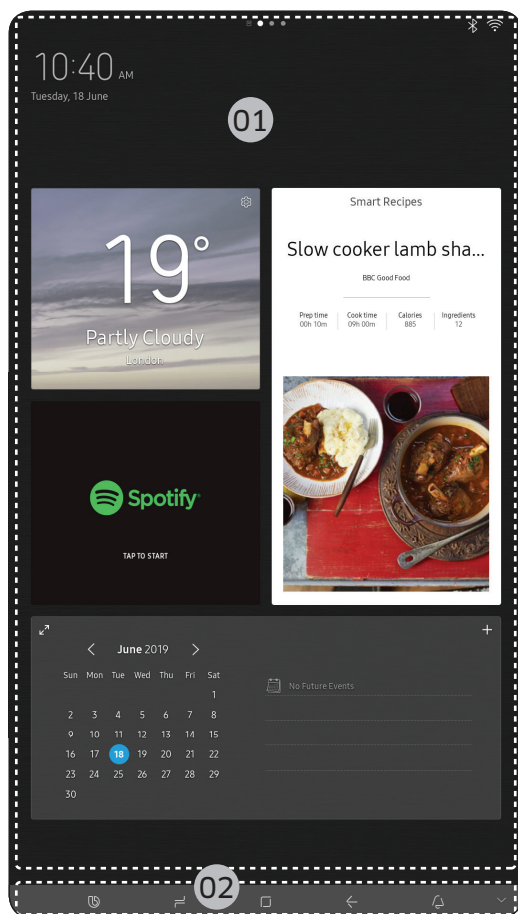 10:40 AM
Tuesday, 18 June
01
19°
Partly Cloudy
London
Smart Recipes
Slow cooker lamb sha...
BBC Good Food
Prep time Cook time Calories Ingredients
00h 10m 09h 00m 885 12
Spotify
TAP TO START
June 2019
Sun Mon Tue Wed Thu Fri Sat
1
2 3 4 5 6 7 8
9 10 11 12 13 14 15
16 17 18 19 20 21 22
23 24 25 26 27 28 29
30
No Future Events
02